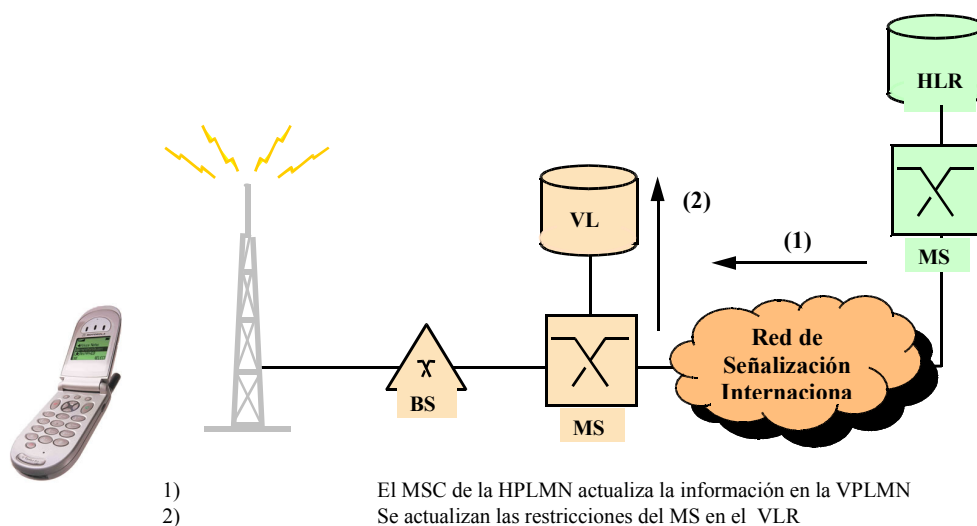 HLR
VL
(2)
(1)
MS
Red de
Señalización
Internaciona
BS
MS
1) El MSC de la HPLMN actualiza la información en la VPLMN
2) Se actualizan las restricciones del MS en el VLR